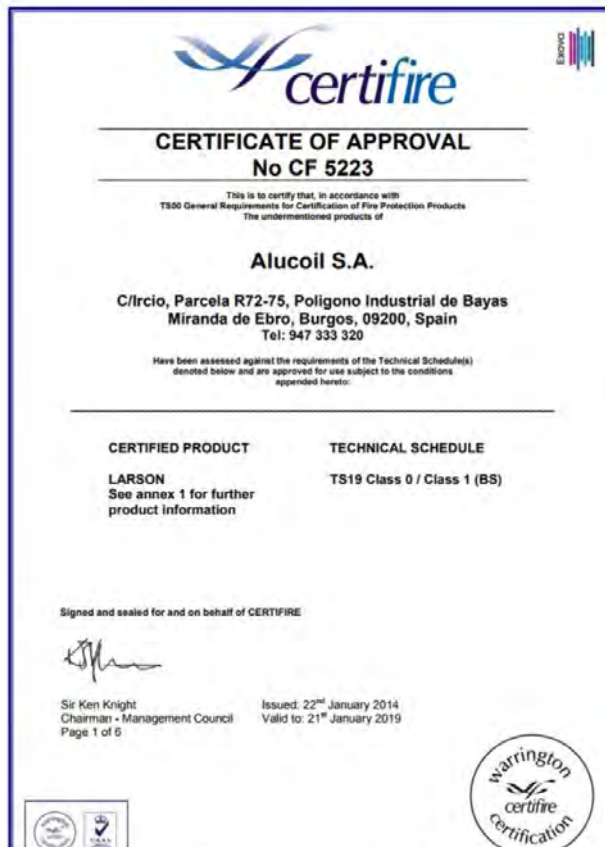 Exova
certifire
CERTIFICATE OF APPROVAL
No CF 5223
This is to certify that, in accordance with
TS00 General Requirements for Certification of Fire Protection Products
The undermentioned products of
Alucoil S.A.
C/Ircio, Parcela R72-75, Poligono Industrial de Bayas
Miranda de Ebro, Burgos, 09200, Spain
Tel: 947 333 320
Have been assessed against the requirements of the Technical Schedule(s)
denoted below and are approved for use subject to the conditions
appended hereto:
CERTIFIED PRODUCT
TECHNICAL SCHEDULE
LARSON
See annex 1 for further
product information
TS19 Class 0 / Class 1 (BS)
Signed and sealed for and on behalf of CERTIFIRE
Sir Ken Knight
Chairman - Management Council
Page 1 of 6
Issued: 22nd January 2014
Valid to: 21st January 2019
warrington
certifire
certification